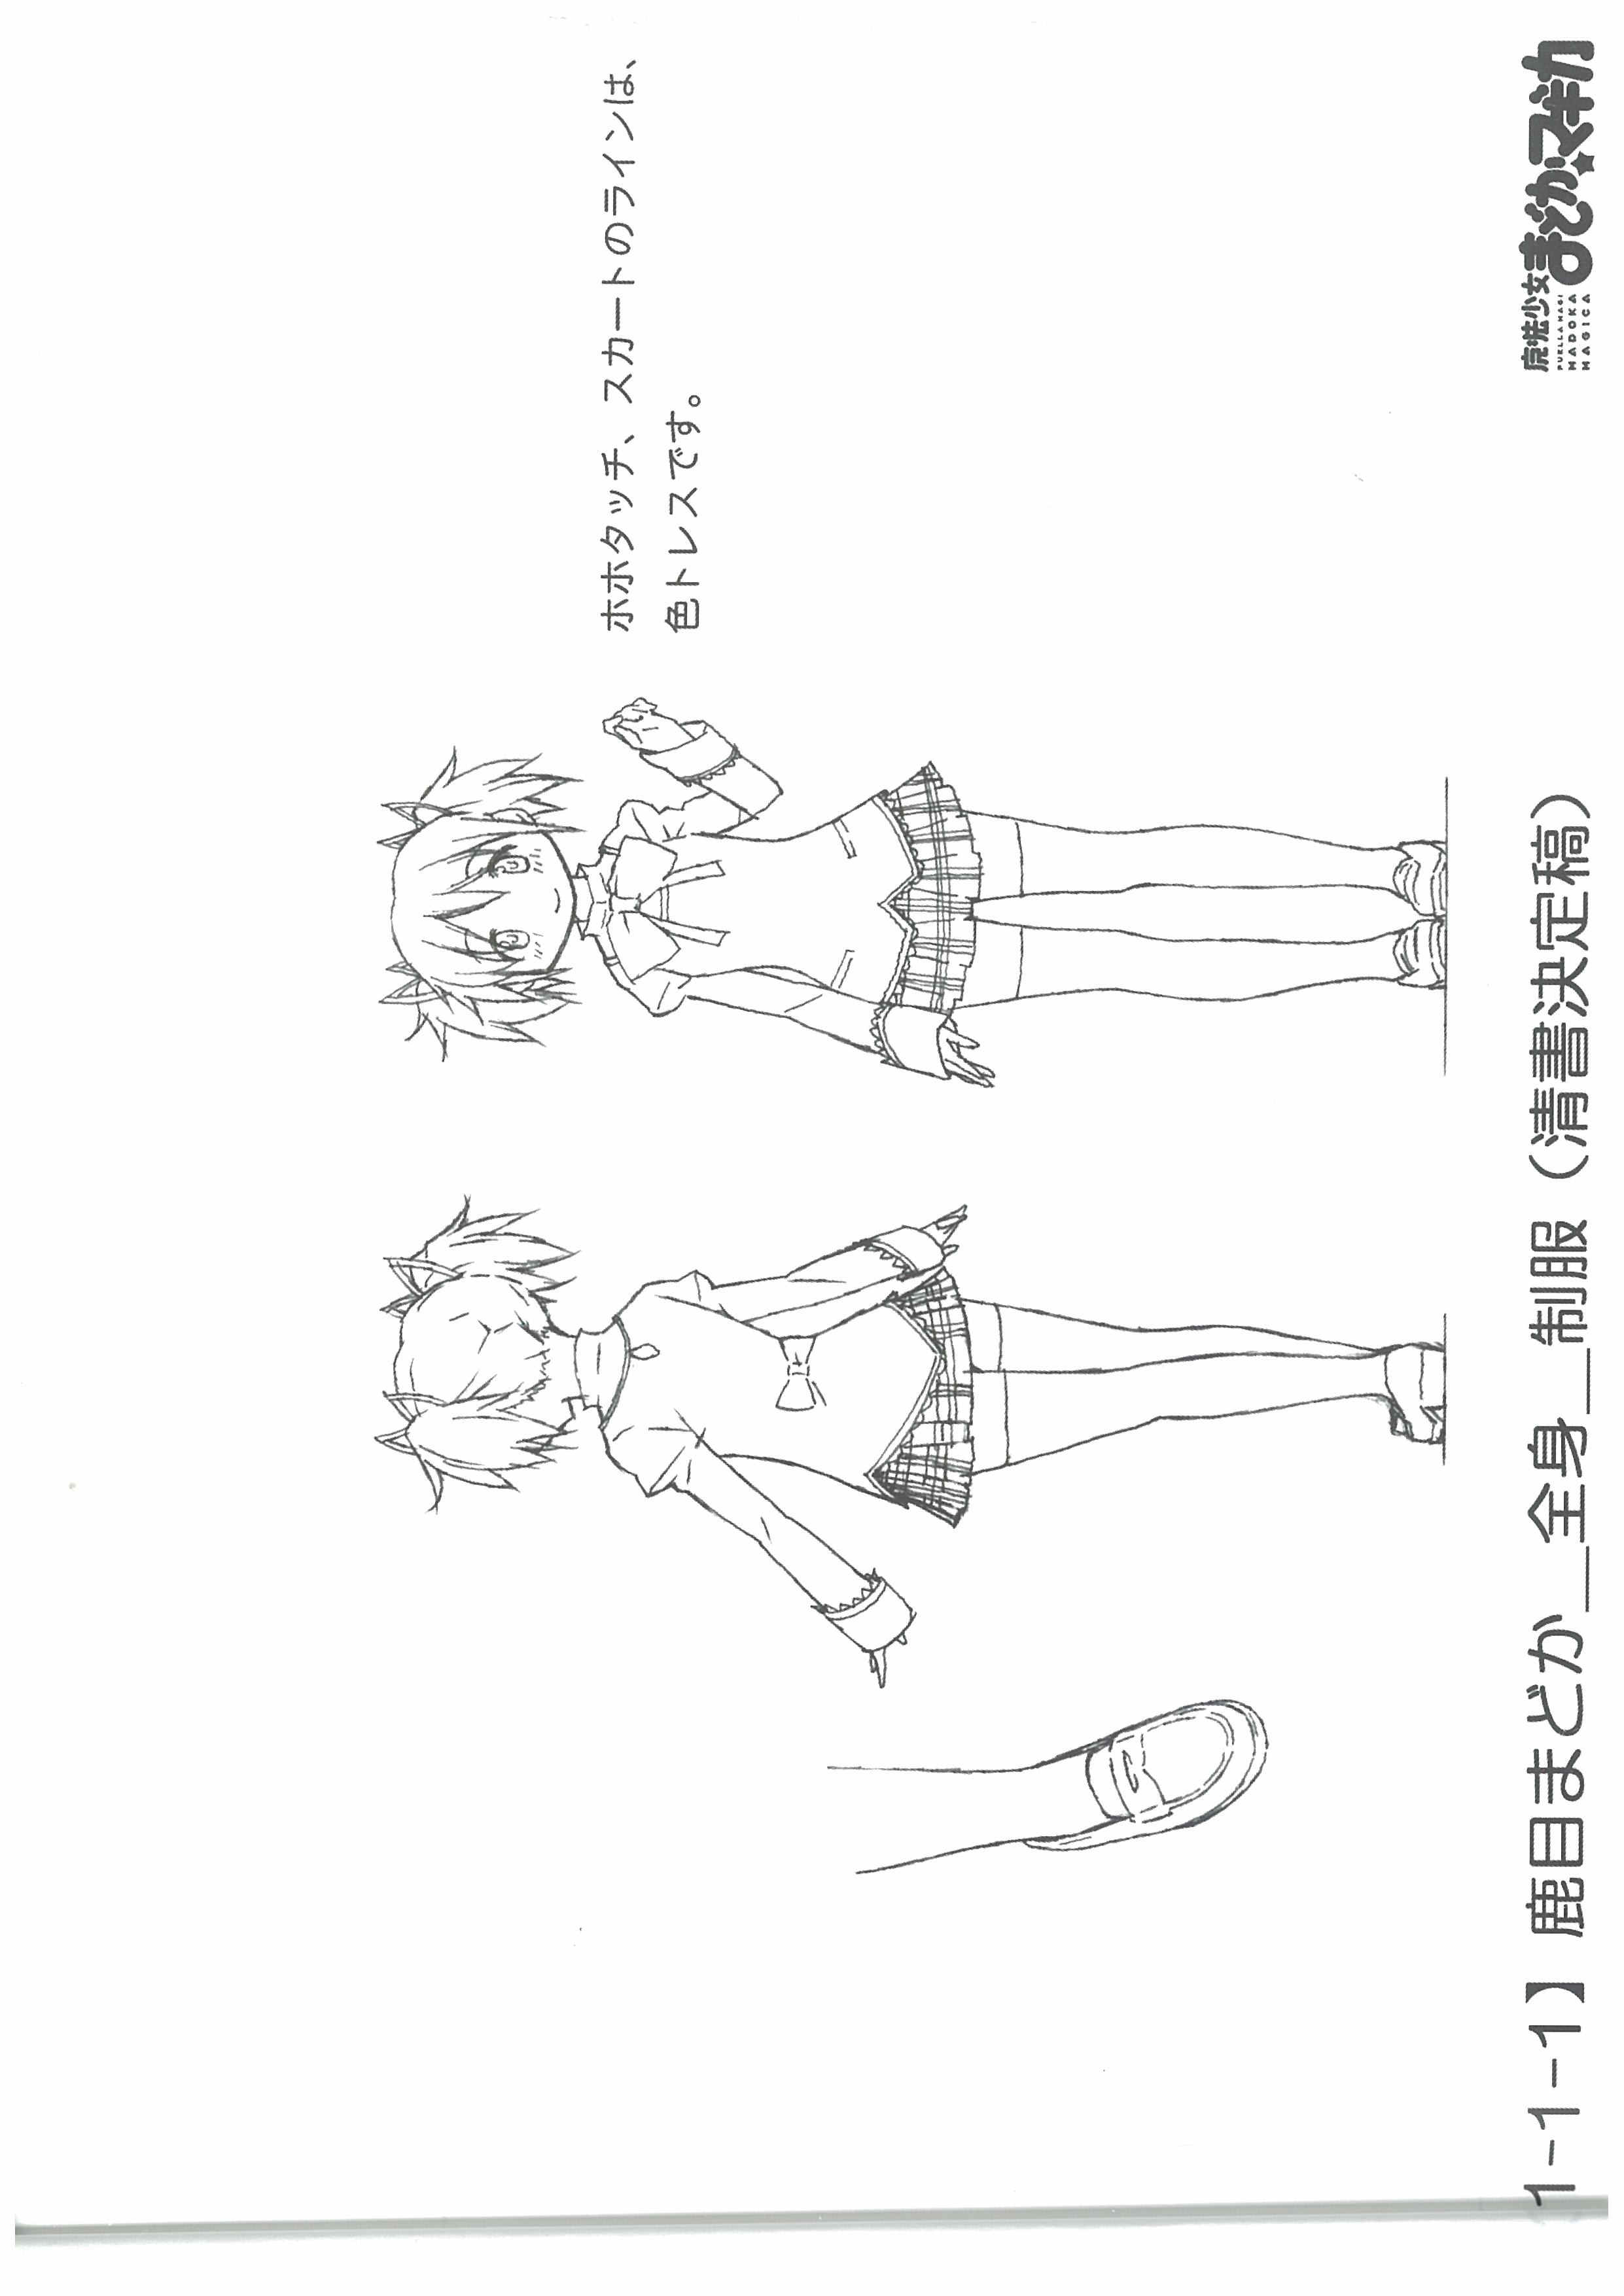 ホホタッチ、スカートのラインは、
色トレスです。
1-1-1】鹿目まどか__全身__制服（清書決定稿）
魔法少女
まどか★マギカ
PUELLA MAGI
MADOKA
MAGICA